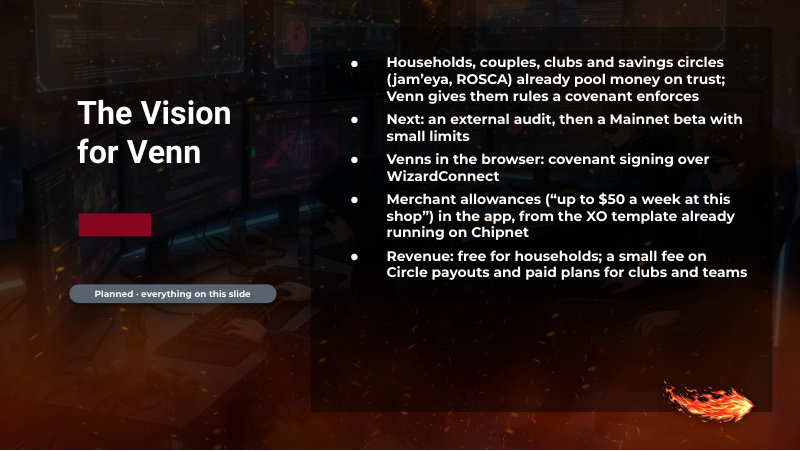 The Vision
for Venn
Planned · everything on this slide
● Households, couples, clubs and savings circles
(jam’eya, ROSCA) already pool money on trust;
Venn gives them rules a covenant enforces
● Next: an external audit, then a Mainnet beta with
small limits
● Venns in the browser: covenant signing over
WizardConnect
● Merchant allowances (“up to $50 a week at this
shop”) in the app, from the XO template already
running on Chipnet
● Revenue: free for households; a small fee on
Circle payouts and paid plans for clubs and teams